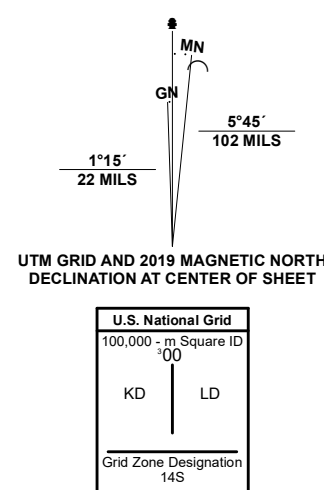 MN
GN
5°45´
102 MILS
1°15´
22 MILS
UTM GRID AND 2019 MAGNETIC NORTH
DECLINATION AT CENTER OF SHEET
U.S. National Grid
100,000 - m Square ID
³00
KD LD
Grid Zone Designation
14S